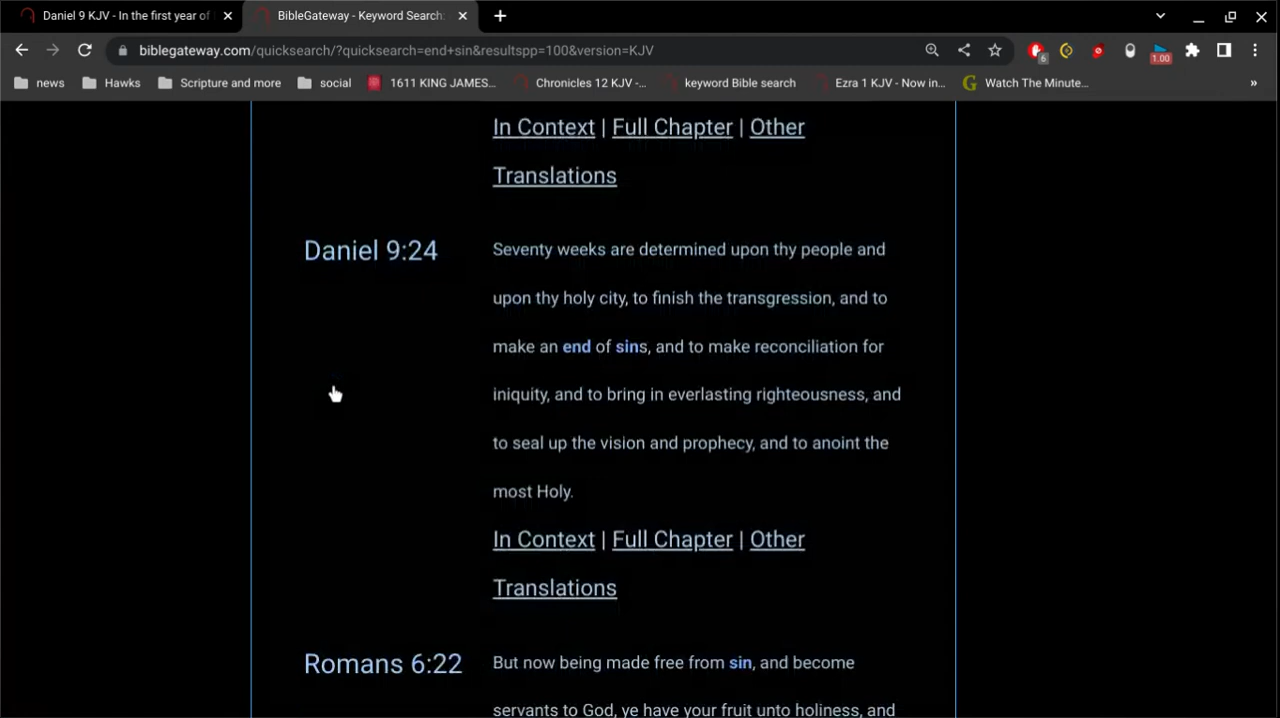 Daniel 9 KJV - In the first year of
BibleGateway - Keyword Search:
biblegateway.com/quicksearch/?quicksearch=end+sin&resultspp=100&version=KJV
6
1.00
news
Hawks
Scripture and more
social
1611 KING JAMES...
Chronicles 12 KJV -...
keyword Bible search
Ezra 1 KJV - Now in...
Watch The Minute...
»
In Context | Full Chapter | Other
Translations
Daniel 9:24
Seventy weeks are determined upon thy people and
upon thy holy city, to finish the transgression, and to
make an end of sins, and to make reconciliation for
iniquity, and to bring in everlasting righteousness, and
to seal up the vision and prophecy, and to anoint the
most Holy.
In Context | Full Chapter | Other
Translations
Romans 6:22
But now being made free from sin, and become
servants to God, ye have your fruit unto holiness, and